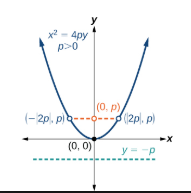 y
x² = 4py
p>0
(0, p)
(-|2p|, p)
(|2p|, p)
x
(0, 0)
y = -p